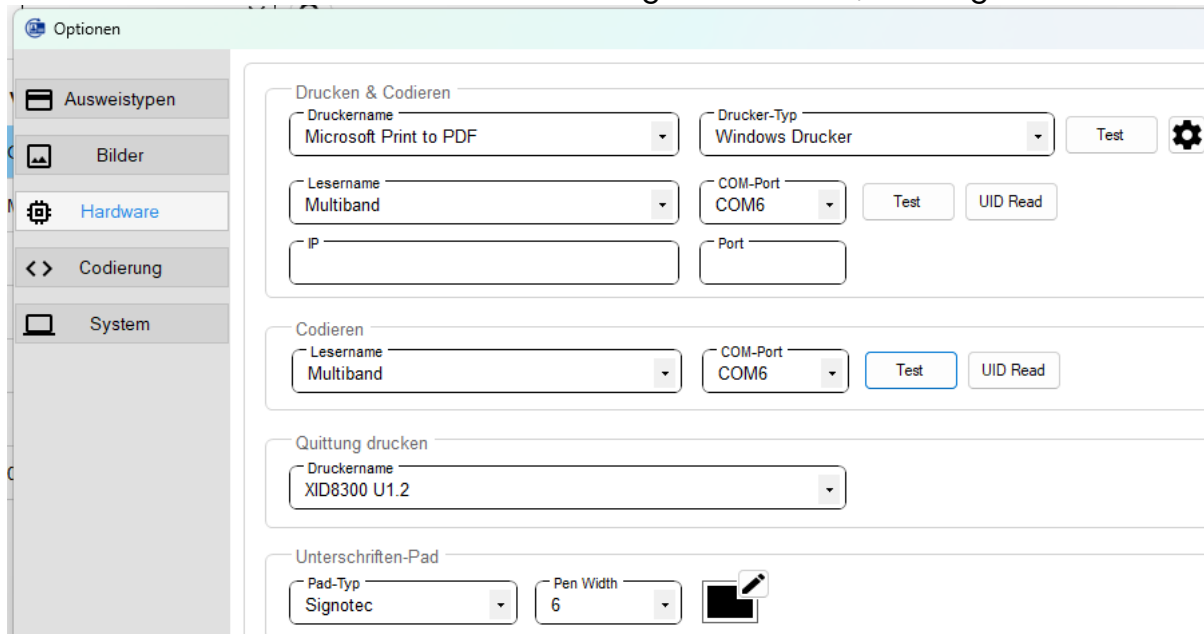 Optionen
Ausweistypen
Bilder
Hardware
Codierung
System
Drucken & Codieren
Druckername
Microsoft Print to PDF
Drucker-Typ
Windows Drucker
Test
Lesername
Multiband
COM-Port
COM6
Test
UID Read
IP
Port
Codieren
Lesername
Multiband
COM-Port
COM6
Test
UID Read
Quittung drucken
Druckername
XID8300 U1.2
Unterschriften-Pad
Pad-Typ
Signotec
Pen Width
6